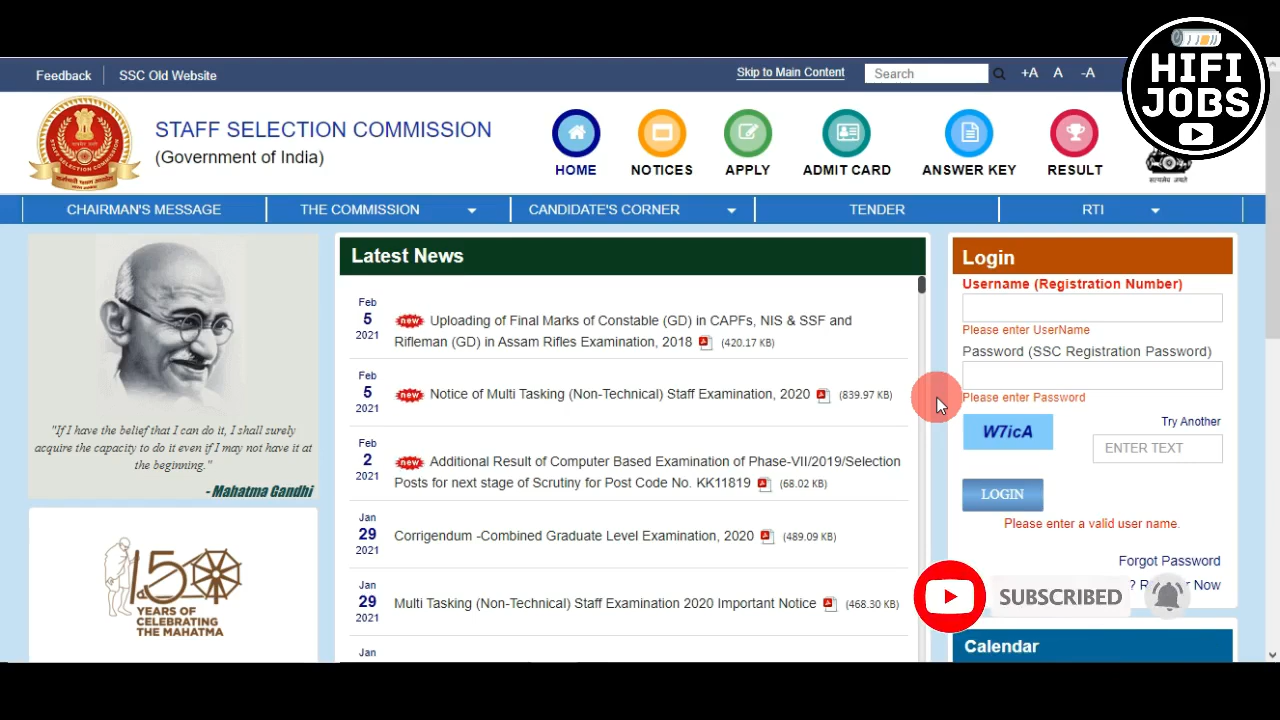 Feedback
SSC Old Website
Skip to Main Content
Search
+A
A
-A
HIFI
JOBS
STAFF SELECTION COMMISSION
(Government of India)
HOME
NOTICES
APPLY
ADMIT CARD
ANSWER KEY
RESULT
सत्यमेव जयते
CHAIRMAN'S MESSAGE
THE COMMISSION
CANDIDATE'S CORNER
TENDER
RTI
"If I have the belief that I can do it, I shall surely
acquire the capacity to do it even if I may not have it at
the beginning."
- Mahatma Gandhi
150
YEARS OF
CELEBRATING
THE MAHATMA
Latest News
Feb
5
2021
new Uploading of Final Marks of Constable (GD) in CAPFs, NIS & SSF and
Rifleman (GD) in Assam Rifles Examination, 2018 (420.17 KB)
Feb
5
2021
new Notice of Multi Tasking (Non-Technical) Staff Examination, 2020 (839.97 KB)
Feb
2
2021
new Additional Result of Computer Based Examination of Phase-VII/2019/Selection
Posts for next stage of Scrutiny for Post Code No. KK11819 (68.02 KB)
Jan
29
2021
Corrigendum -Combined Graduate Level Examination, 2020 (489.09 KB)
Jan
29
2021
Multi Tasking (Non-Technical) Staff Examination 2020 Important Notice (468.30 KB)
Jan
Login
Username (Registration Number)
Please enter UserName
Password (SSC Registration Password)
Please enter Password
W7icA
Try Another
ENTER TEXT
LOGIN
Please enter a valid user name.
Forgot Password
? Now
SUBSCRIBED
Calendar